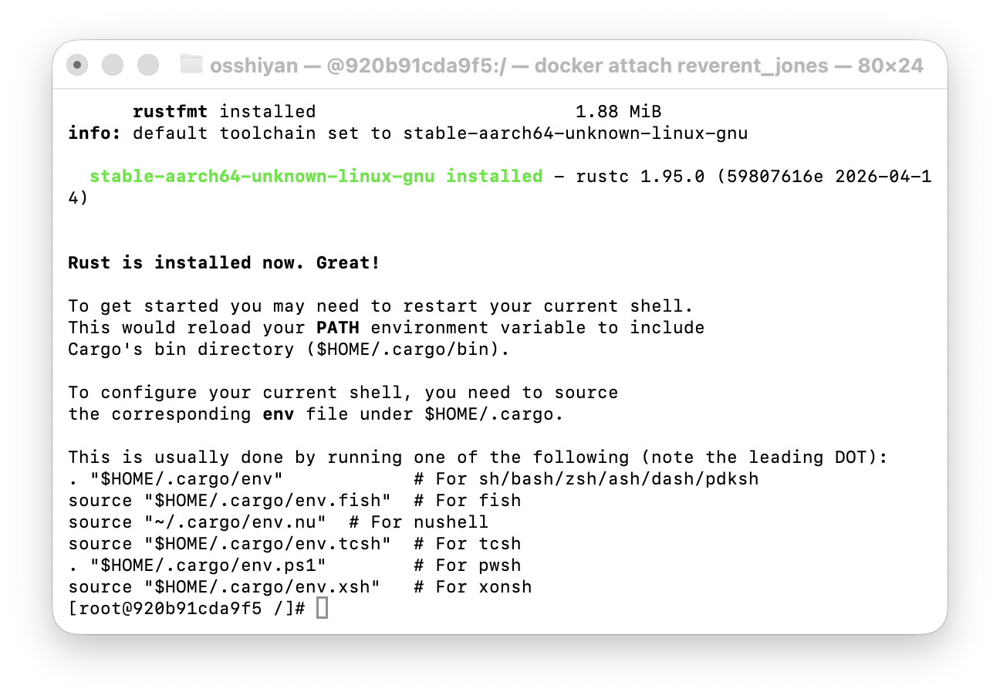 osshiyan — @920b91cda9f5:/ — docker attach reverent_jones — 80×24
      rustfmt installed                        1.88 MiB
info: default toolchain set to stable-aarch64-unknown-linux-gnu

  stable-aarch64-unknown-linux-gnu installed - rustc 1.95.0 (59807616e 2026-04-1
4)


Rust is installed now. Great!

To get started you may need to restart your current shell.
This would reload your PATH environment variable to include
Cargo's bin directory ($HOME/.cargo/bin).

To configure your current shell, you need to source
the corresponding env file under $HOME/.cargo.

This is usually done by running one of the following (note the leading DOT):
. "$HOME/.cargo/env"            # For sh/bash/zsh/ash/dash/pdksh
source "$HOME/.cargo/env.fish"  # For fish
source "~/.cargo/env.nu"  # For nushell
source "$HOME/.cargo/env.tcsh"  # For tcsh
. "$HOME/.cargo/env.ps1"        # For pwsh
source "$HOME/.cargo/env.xsh"   # For xonsh
[root@920b91cda9f5 /]#